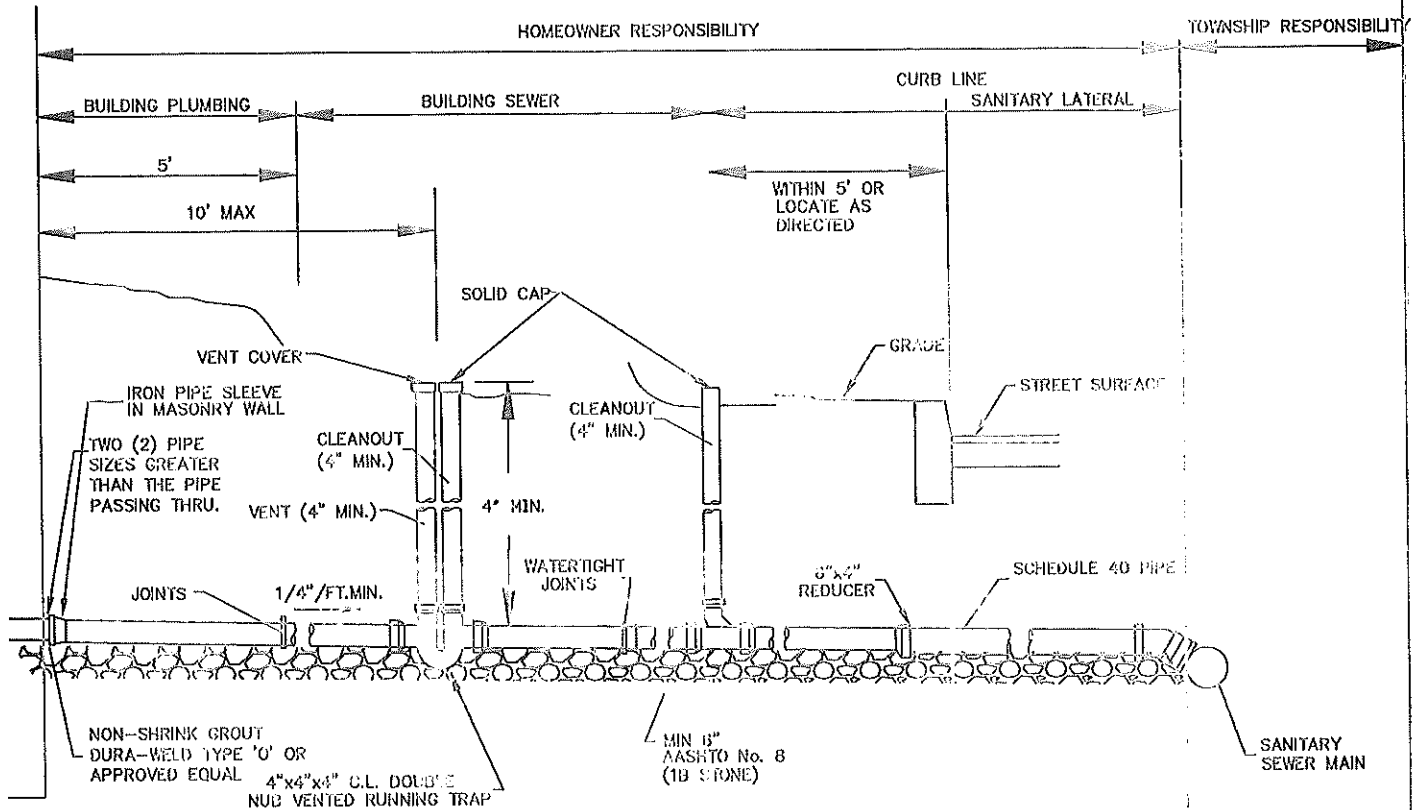 HOMEOWNER RESPONSIBILITY
TOWNSHIP RESPONSIBILITY
CURB LINE
BUILDING PLUMBING
BUILDING SEWER
SANITARY LATERAL
5'
WITHIN 5' OR
LOCATE AS
DIRECTED
10' MAX
SOLID CAP
VENT COVER
GRADE
IRON PIPE SLEEVE
IN MASONRY WALL
STREET SURFACE
TWO (2) PIPE
SIZES GREATER
THAN THE PIPE
PASSING THRU.
CLEANOUT
(4" MIN.)
CLEANOUT
(4" MIN.)
VENT (4" MIN.)
MIN.
WATERTIGHT
JOINTS
JOINTS
1/4"/FT.MIN.
REDUCER
SCHEDULE 40 PIPE
NON-SHRINK GROUT
DURA-WELD TYPE OR
APPROVED EQUAL
4"x4"x4" DOUBLE
VENTED RUNNING TRAP
MIN
AASHTO No. 8
(1B STONE)
SANITARY
SEWER MAIN